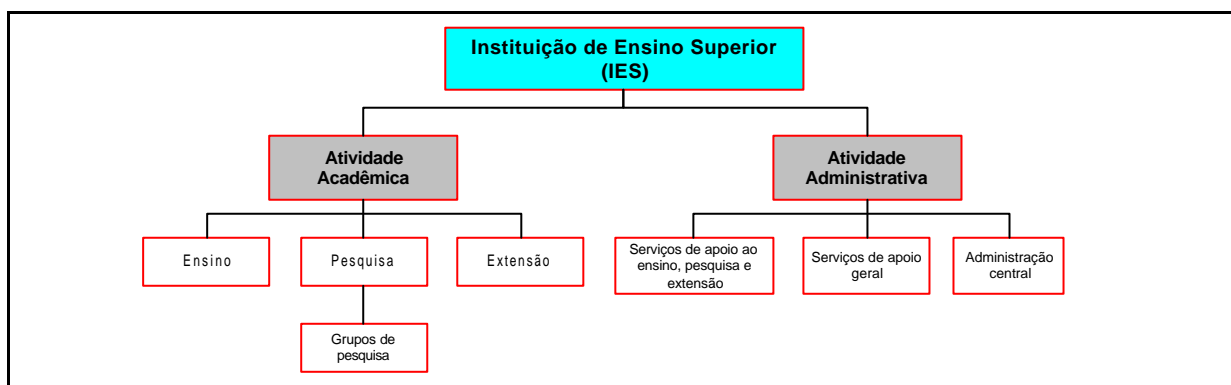 Instituição de Ensino Superior
(IES)
Atividade
Acadêmica
Atividade
Administrativa
Ensino
Pesquisa
Extensão
Serviços de apoio ao
ensino, pesquisa e
extensão
Serviços de apoio
geral
Administração
central
Grupos de
pesquisa